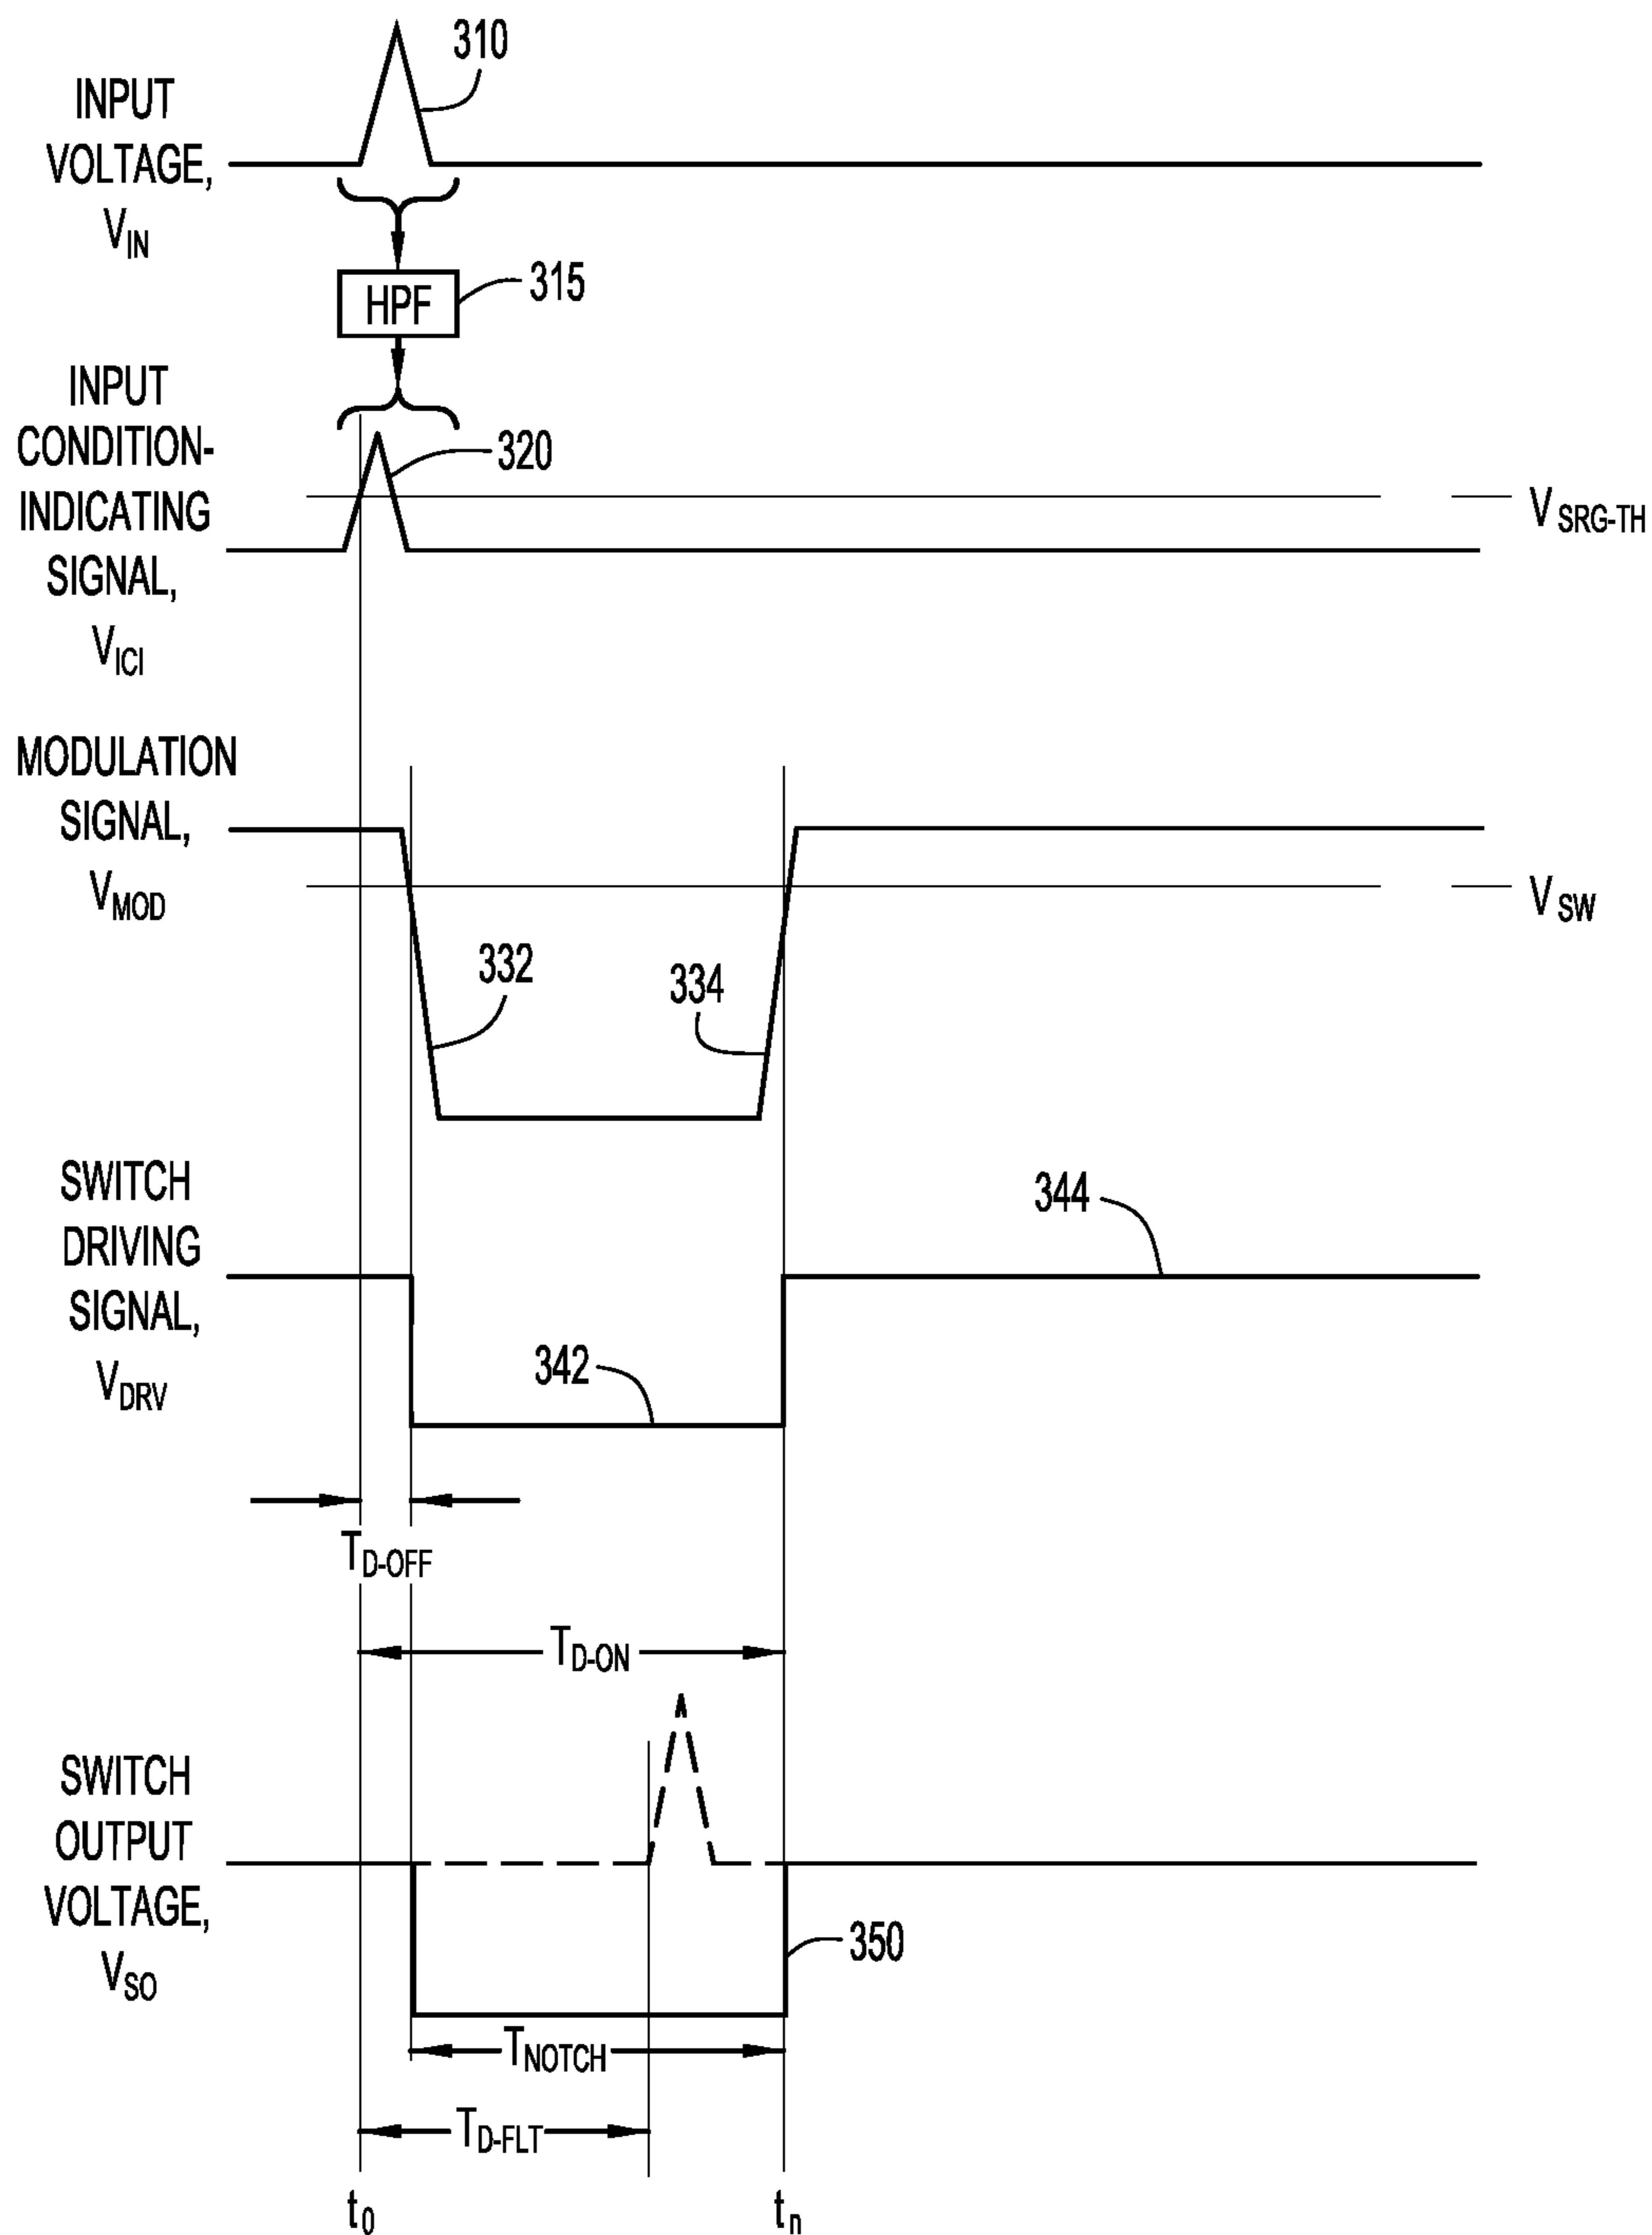 310
INPUT
VOLTAGE,
V_IN
HPF
315
INPUT
CONDITION-
INDICATING
SIGNAL,
V_ICI
320
V_SRG-TH
MODULATION
SIGNAL,
V_MOD
V_SW
332
334
SWITCH
DRIVING
SIGNAL,
V_DRV
344
342
T_D-OFF
T_D-ON
SWITCH
OUTPUT
VOLTAGE,
V_SO
350
T_NOTCH
T_D-FLT
t_0
t_n